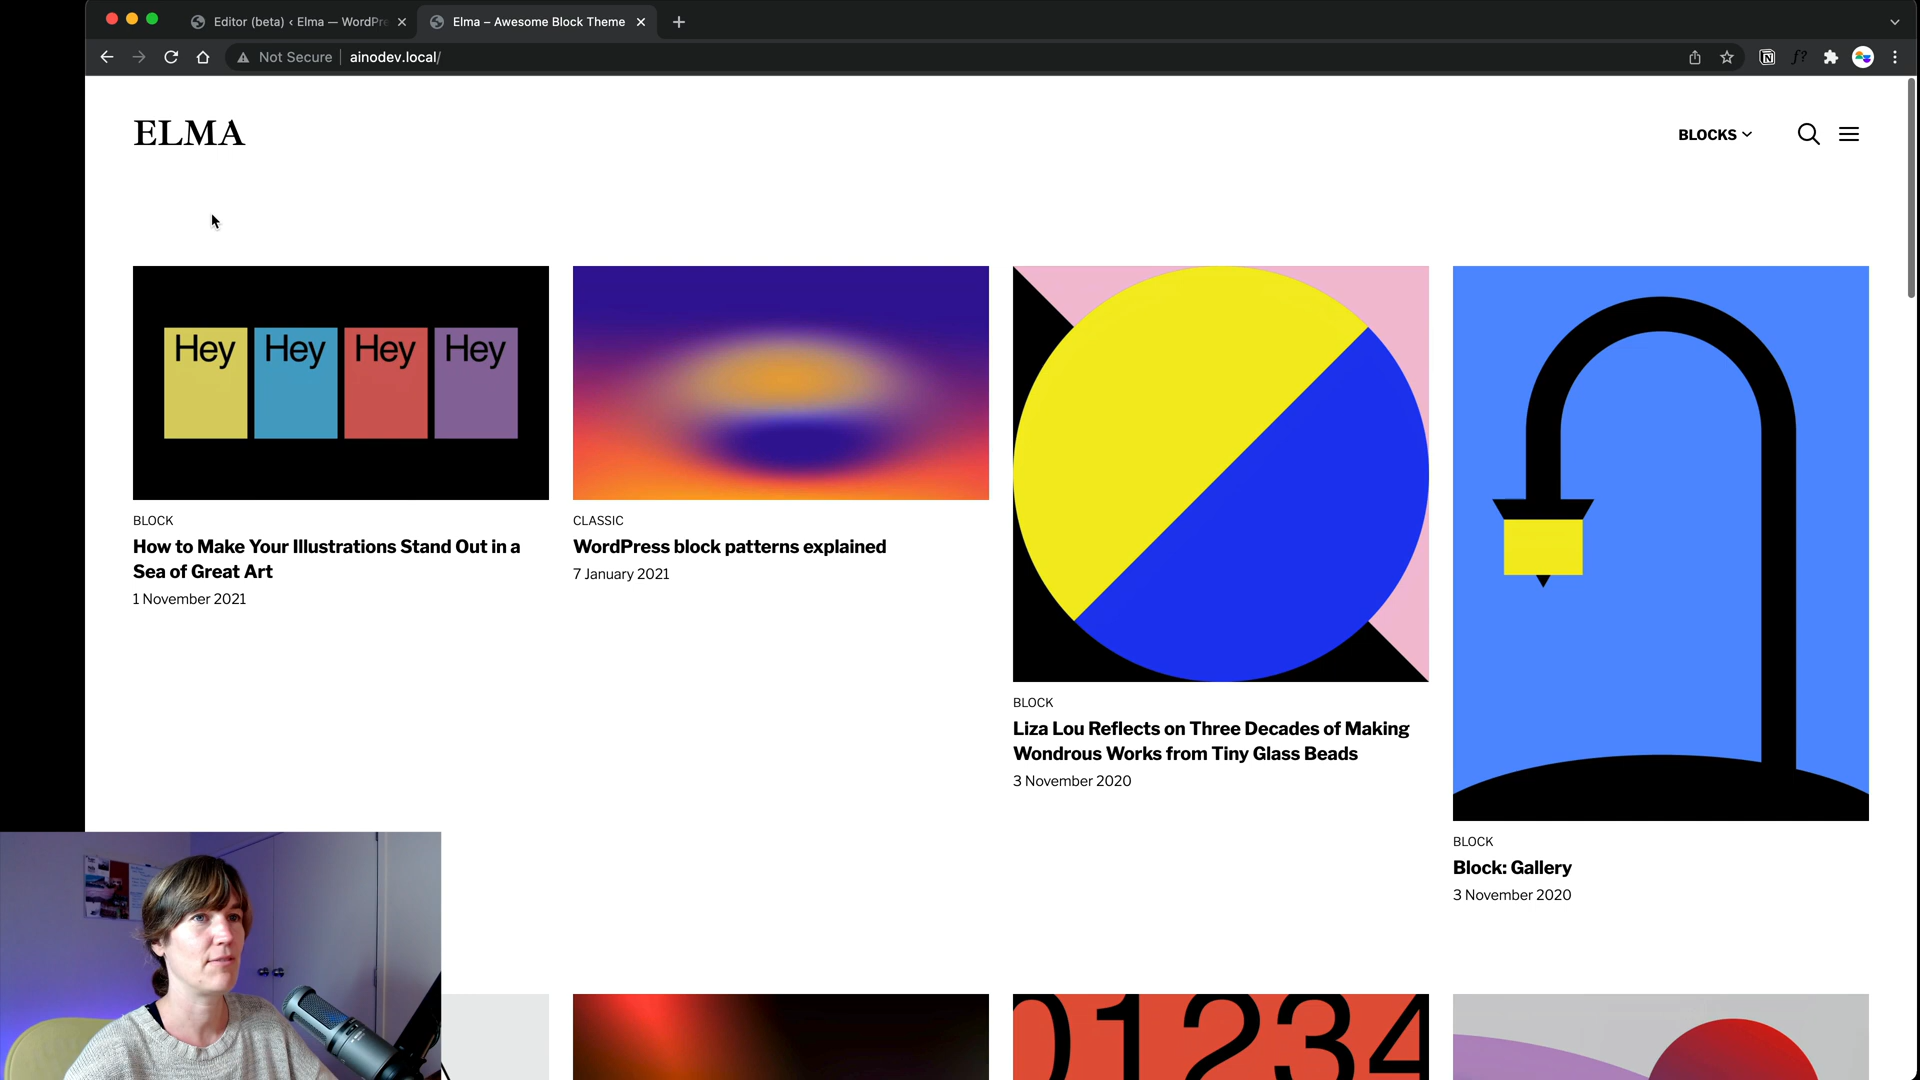 Editor (beta) ‹ Elma — WordPre
Elma – Awesome Block Theme
Not Secure
ainodev.local/
ELMA
BLOCKS
Hey Hey Hey Hey
BLOCK
How to Make Your Illustrations Stand Out in a
Sea of Great Art
1 November 2021
CLASSIC
WordPress block patterns explained
7 January 2021
BLOCK
Liza Lou Reflects on Three Decades of Making
Wondrous Works from Tiny Glass Beads
3 November 2020
BLOCK
Block: Gallery
3 November 2020
01234